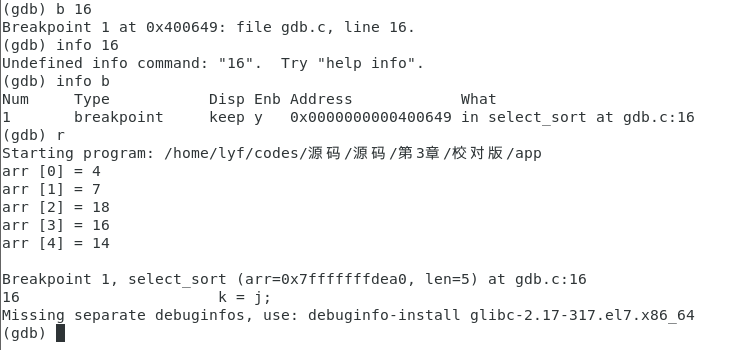 (gdb) b 16
Breakpoint 1 at 0x400649: file gdb.c, line 16.
(gdb) info 16
Undefined info command: "16".  Try "help info".
(gdb) info b
Num     Type           Disp Enb Address            What
1       breakpoint     keep y   0x0000000000400649 in select_sort at gdb.c:16
(gdb) r
Starting program: /home/lyf/codes/源码/源码/第3章/校对版/app
arr [0] = 4
arr [1] = 7
arr [2] = 18
arr [3] = 16
arr [4] = 14
Breakpoint 1, select_sort (arr=0x7fffffffdea0, len=5) at gdb.c:16
16                      k = j;
Missing separate debuginfos, use: debuginfo-install glibc-2.17-317.el7.x86_64
(gdb)